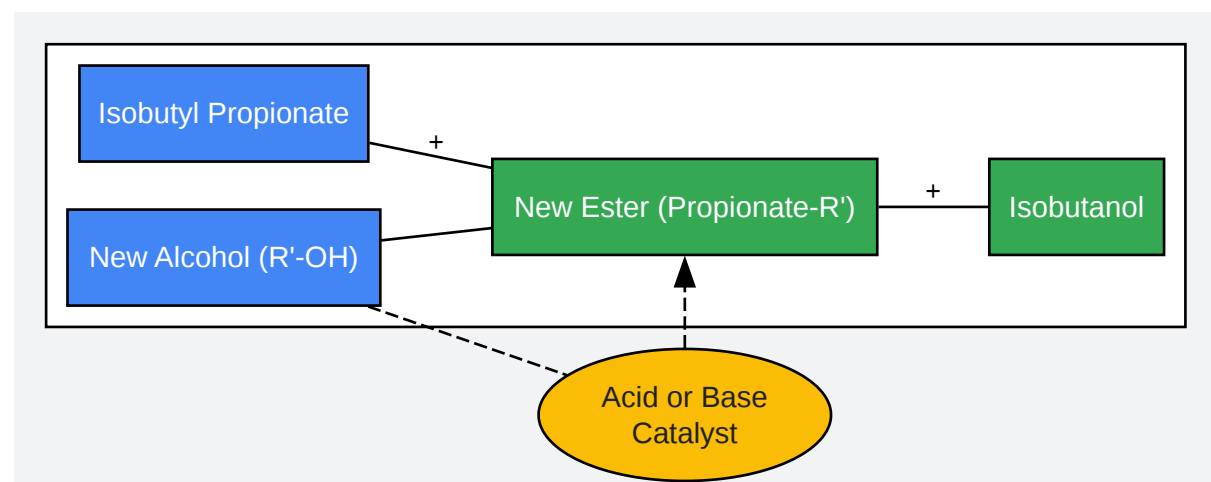 Isobutyl Propionate
+
New Ester (Propionate-R')
+
Isobutanol
New Alcohol (R'-OH)
Acid or Base
Catalyst